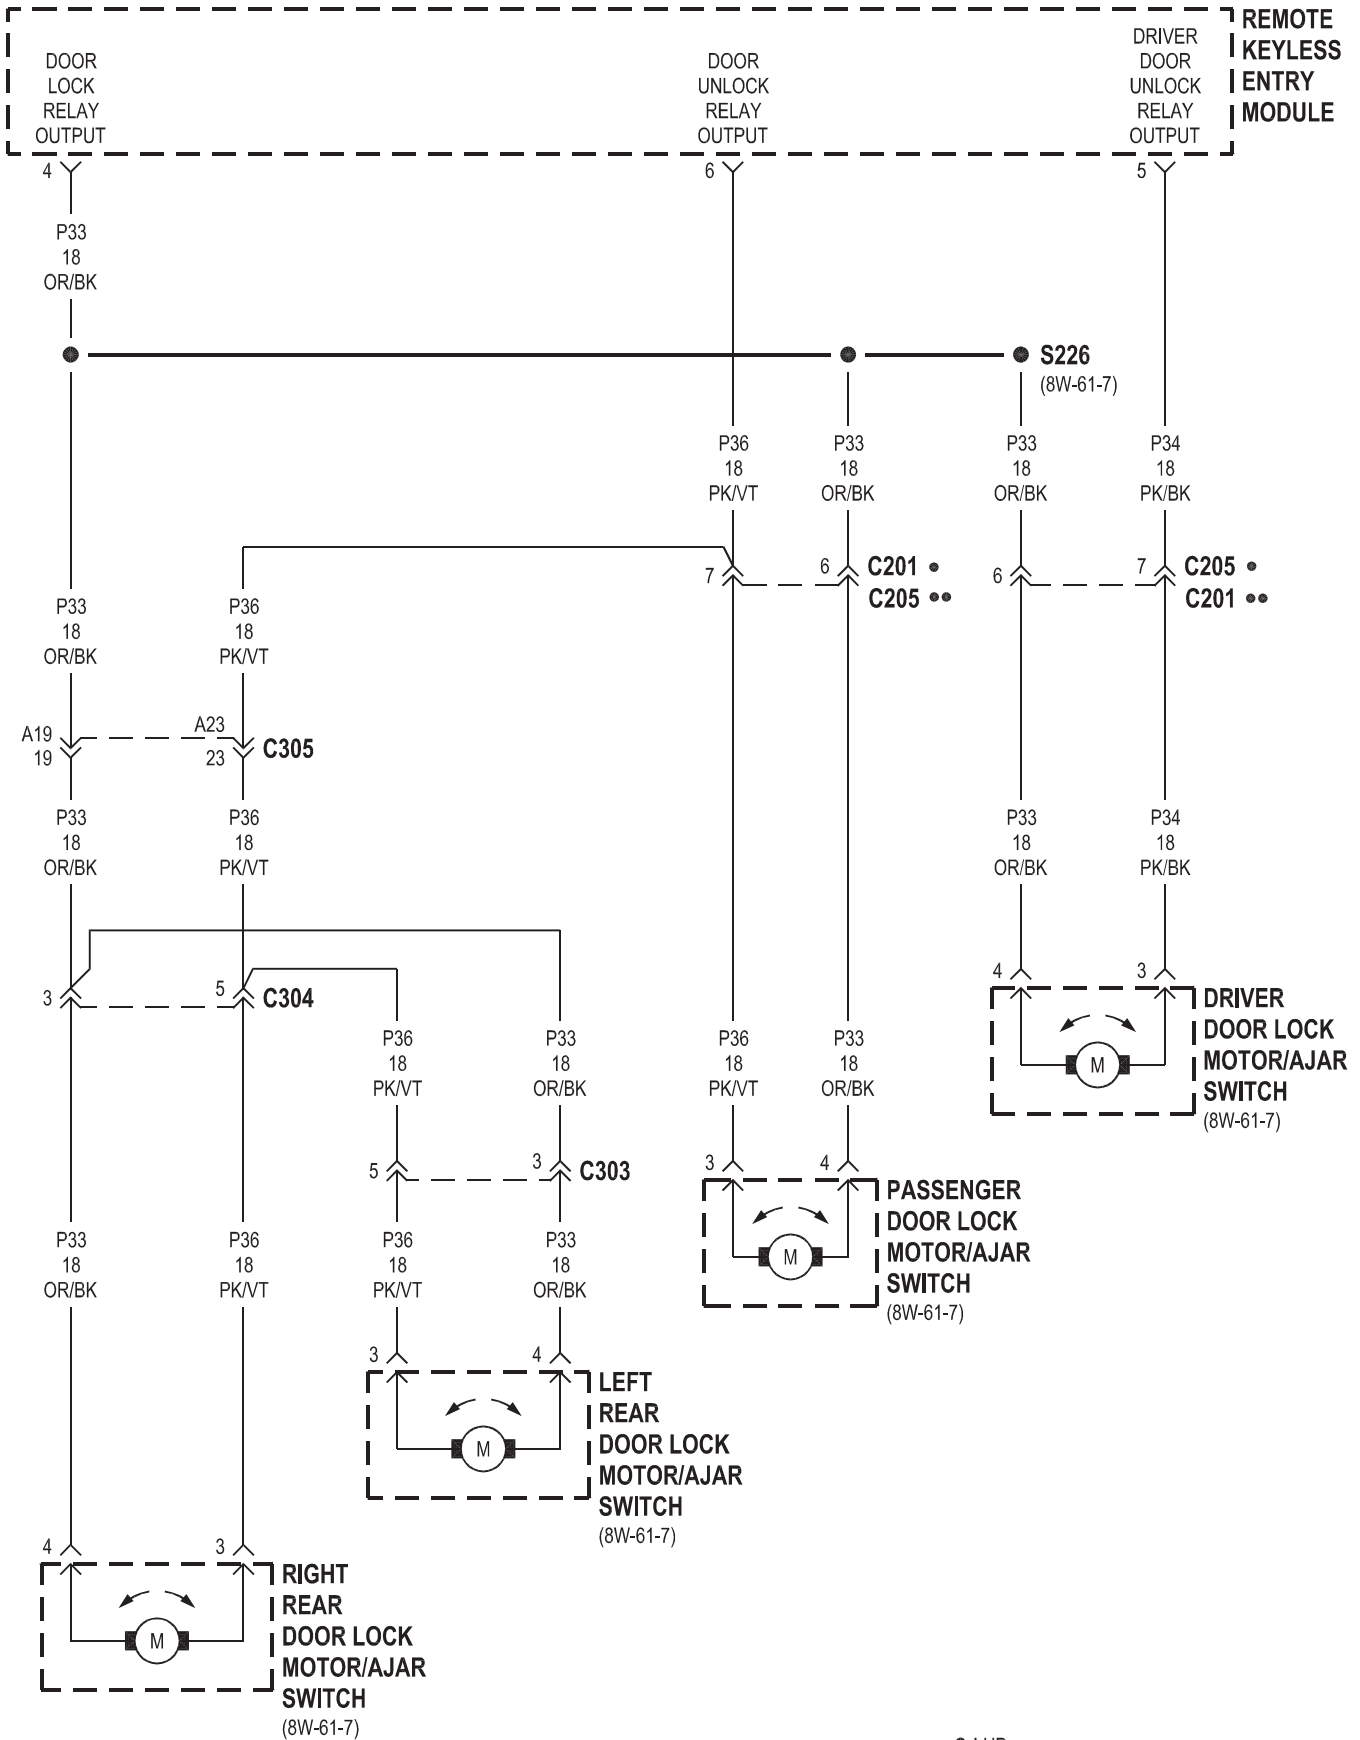 REMOTE
KEYLESS
ENTRY
MODULE
DOOR
LOCK
RELAY
OUTPUT
DOOR
UNLOCK
RELAY
OUTPUT
DRIVER
DOOR
UNLOCK
RELAY
OUTPUT
4
6
5
P33
18
OR/BK
S226
(8W-61-7)
P36
18
PK/VT
P33
18
OR/BK
P33
18
OR/BK
P34
18
PK/BK
7
6
C201
C205
6
7
C205
C201
P33
18
OR/BK
P36
18
PK/VT
A19
19
A23
23
C305
P33
18
OR/BK
P36
18
PK/VT
P33
18
OR/BK
P34
18
PK/BK
3
5
C304
4
3
M
DRIVER
DOOR LOCK
MOTOR/AJAR
SWITCH
(8W-61-7)
P36
18
PK/VT
P33
18
OR/BK
P36
18
PK/VT
P33
18
OR/BK
5
3
C303
3
4
M
PASSENGER
DOOR LOCK
MOTOR/AJAR
SWITCH
(8W-61-7)
P33
18
OR/BK
P36
18
PK/VT
P36
18
PK/VT
P33
18
OR/BK
3
4
M
LEFT
REAR
DOOR LOCK
MOTOR/AJAR
SWITCH
(8W-61-7)
4
3
M
RIGHT
REAR
DOOR LOCK
MOTOR/AJAR
SWITCH
(8W-61-7)